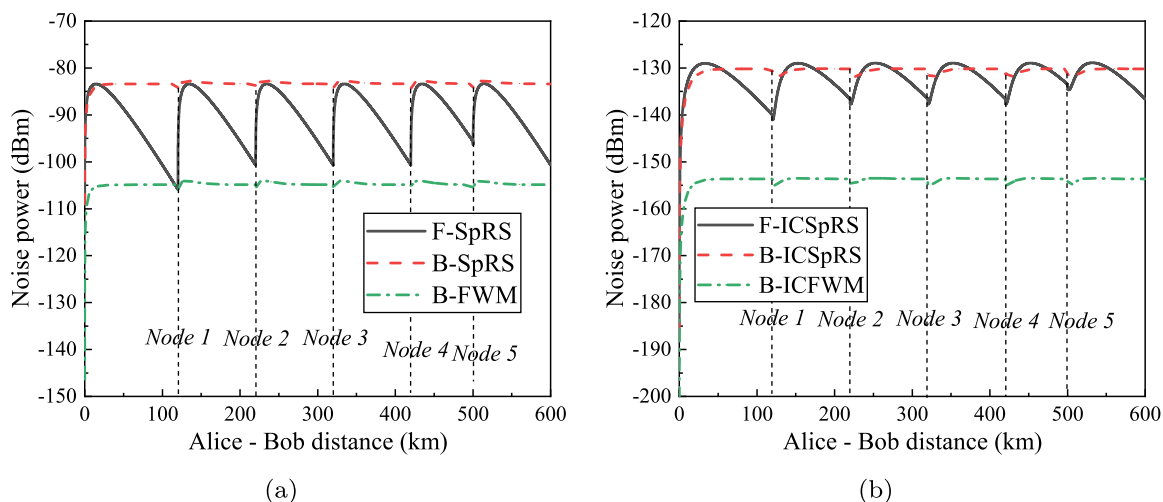 -70
-80
-90
-100
-110
-120
-130
-140
-150
Noise power (dBm)
F-SpRS
B-SpRS
B-FWM
Node 1
Node 2
Node 3
Node 4
Node 5
0
100
200
300
400
500
600
Alice - Bob distance (km)
(a)
-130
-140
-150
-160
-170
-180
-190
-200
-120
Noise power (dBm)
F-ICSpRS
B-ICSpRS
B-ICFWM
Node 1
Node 2
Node 3
Node 4
Node 5
0
100
200
300
400
500
600
Alice - Bob distance (km)
(b)